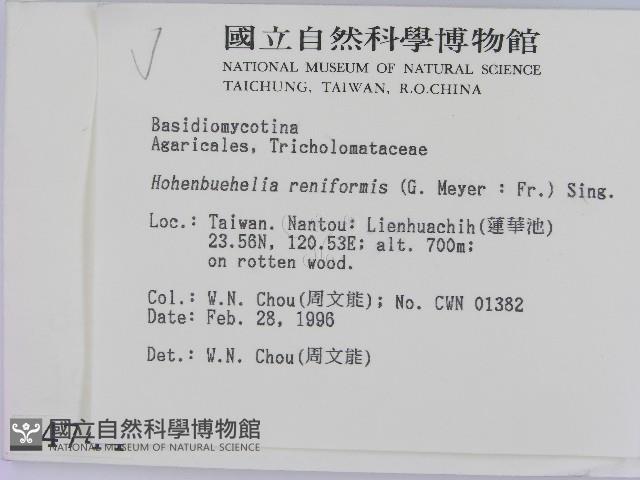 國立自然科學博物館
NATIONAL MUSEUM OF NATURAL SCIENCE
TAICHUNG, TAIWAN, R.O.CHINA
Basidiomycotina
Agaricales, Tricholomataceae
Hohenbuehelia reniformis (G. Meyer : Fr.) Sing.
Loc.: Taiwan. Nantou: Lienhuachih(蓮華池)
23.56N, 120.53E; alt. 700m;
on rotten wood.
Col.: W.N. Chou(周文能); No. CWN 01382
Date: Feb. 28, 1996
Det.: W.N. Chou(周文能)
國立自然科學博物館
NATIONAL MUSEUM OF NATURAL SCIENCE